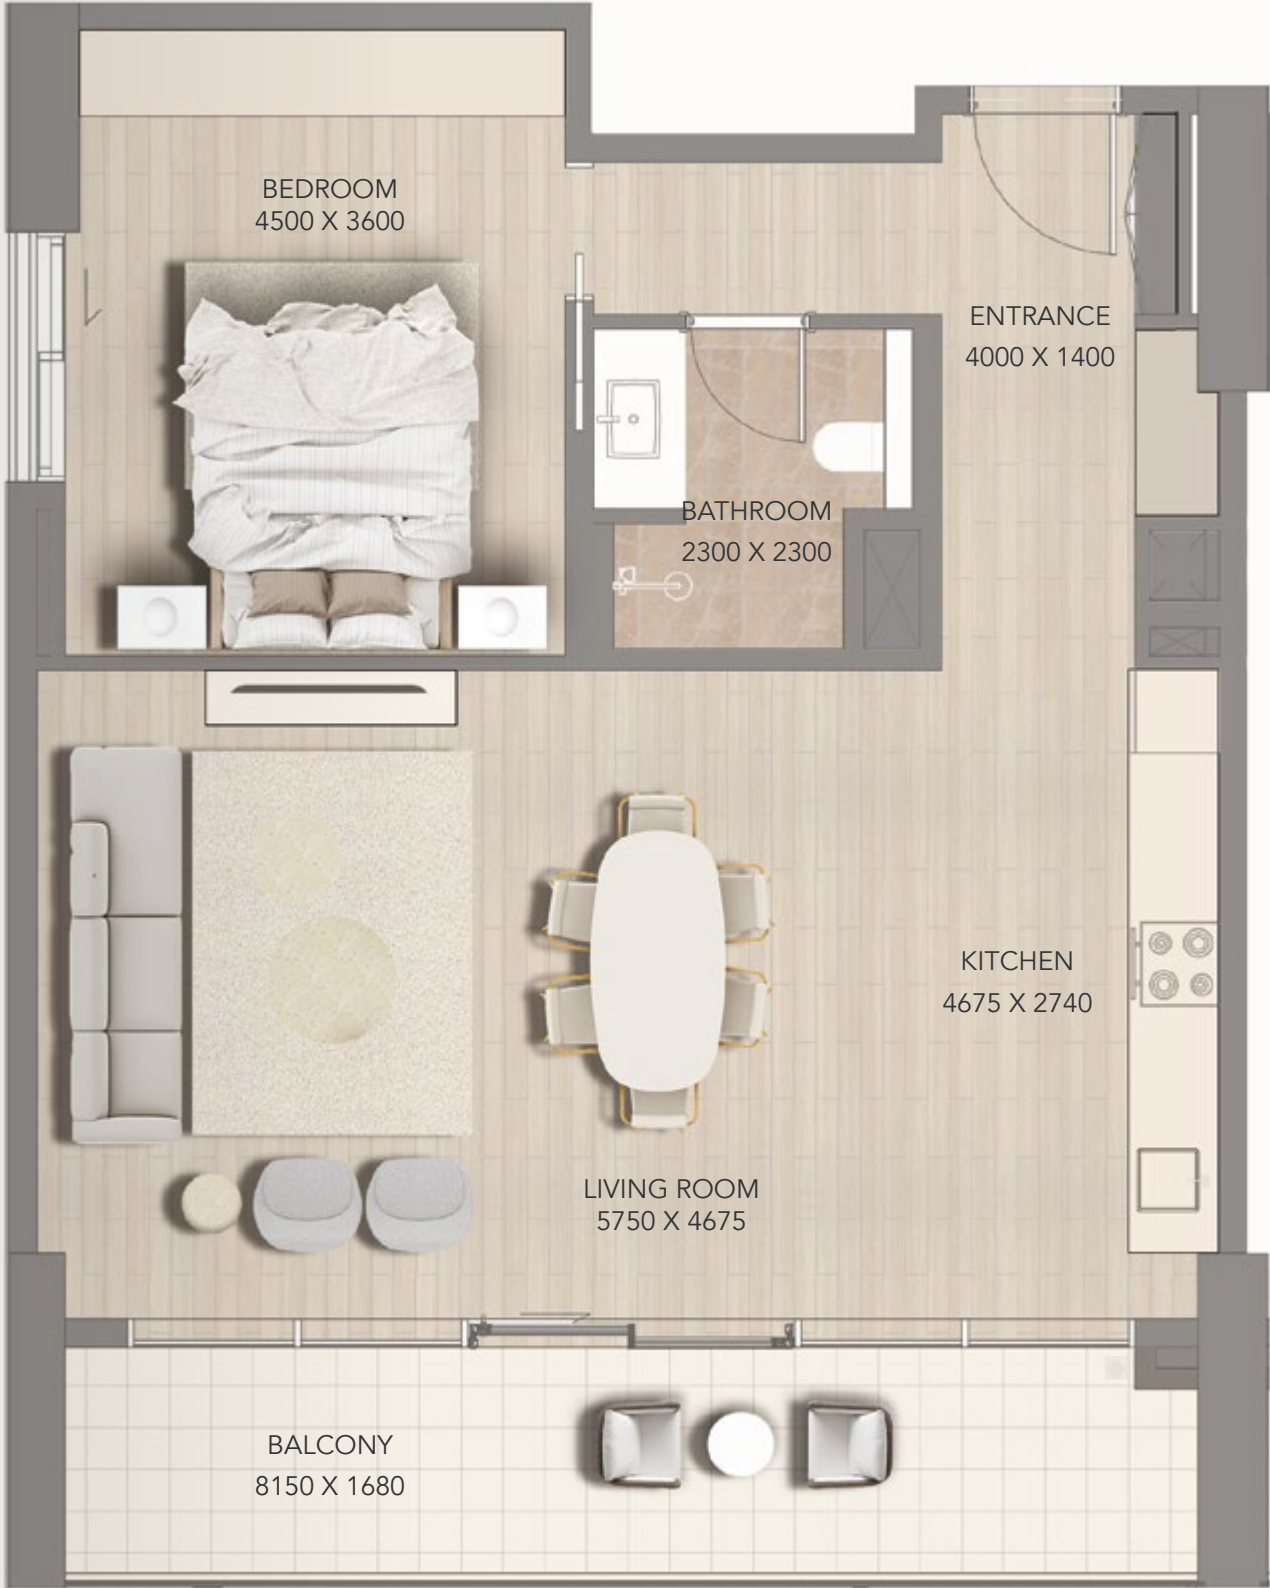 BEDROOM
4500 X 3600
ENTRANCE
4000 X 1400
BATHROOM
2300 X 2300
KITCHEN
4675 X 2740
LIVING ROOM
5750 X 4675
BALCONY
8150 X 1680